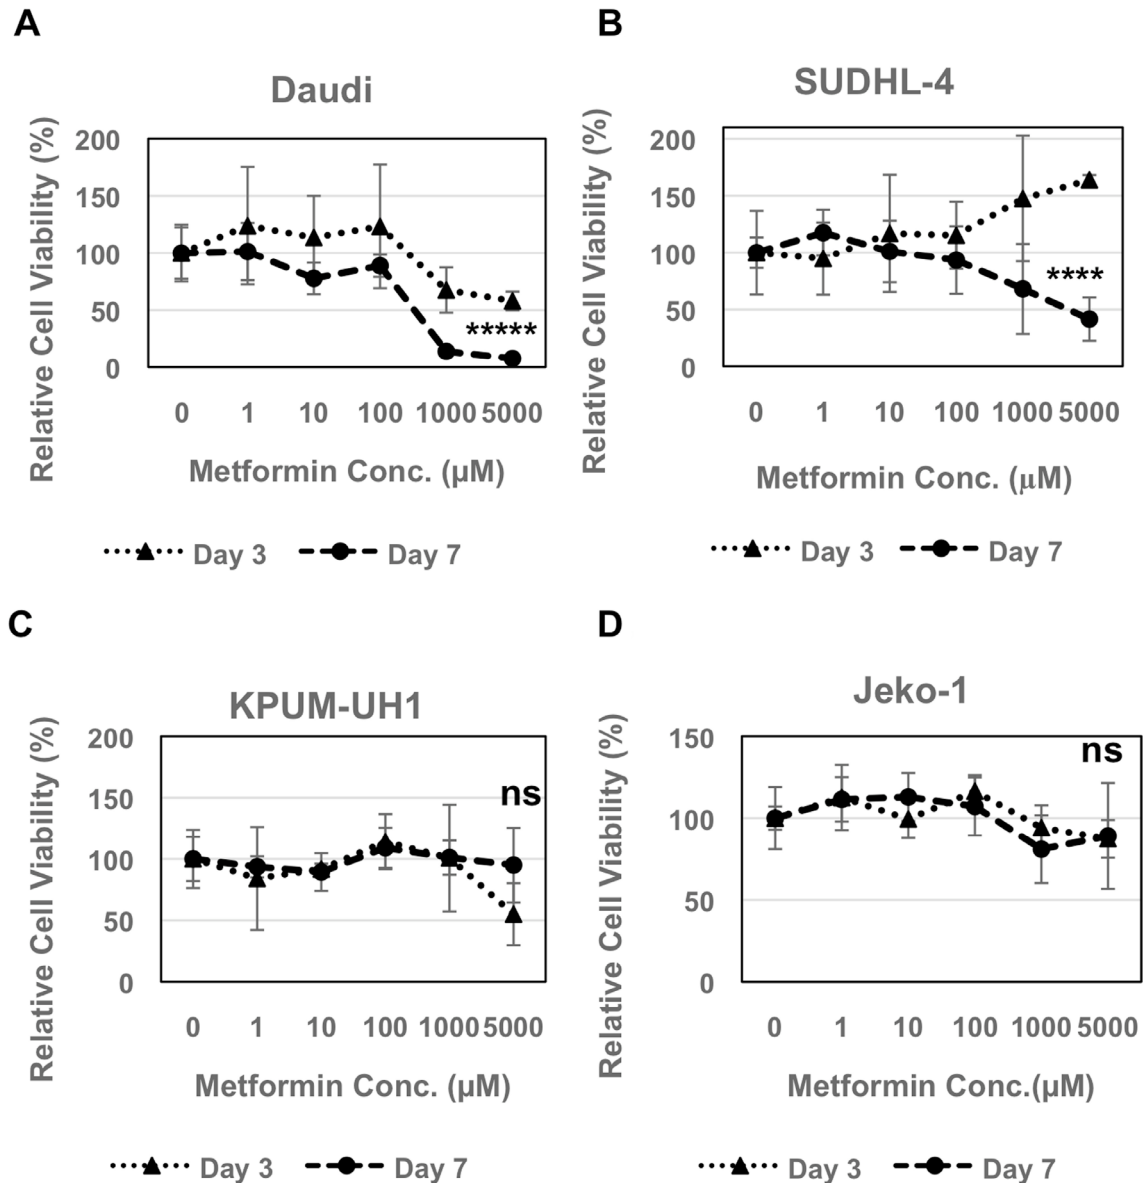 A
Daudi
Relative Cell Viability (%)
200
150
100
50
0
*****
0 1 10 100 1000 5000
Metformin Conc. (µM)
Day 3 Day 7
B
SUDHL-4
Relative Cell Viability (%)
200
150
100
50
0
****
0 1 10 100 1000 5000
Metformin Conc. (µM)
Day 3 Day 7
C
KPUM-UH1
Relative Cell Viability (%)
200
150
100
50
0
ns
0 1 10 100 1000 5000
Metformin Conc. (µM)
Day 3 Day 7
D
Jeko-1
Relative Cell Viability (%)
150
100
50
0
ns
0 1 10 100 1000 5000
Metformin Conc.(µM)
Day 3 Day 7